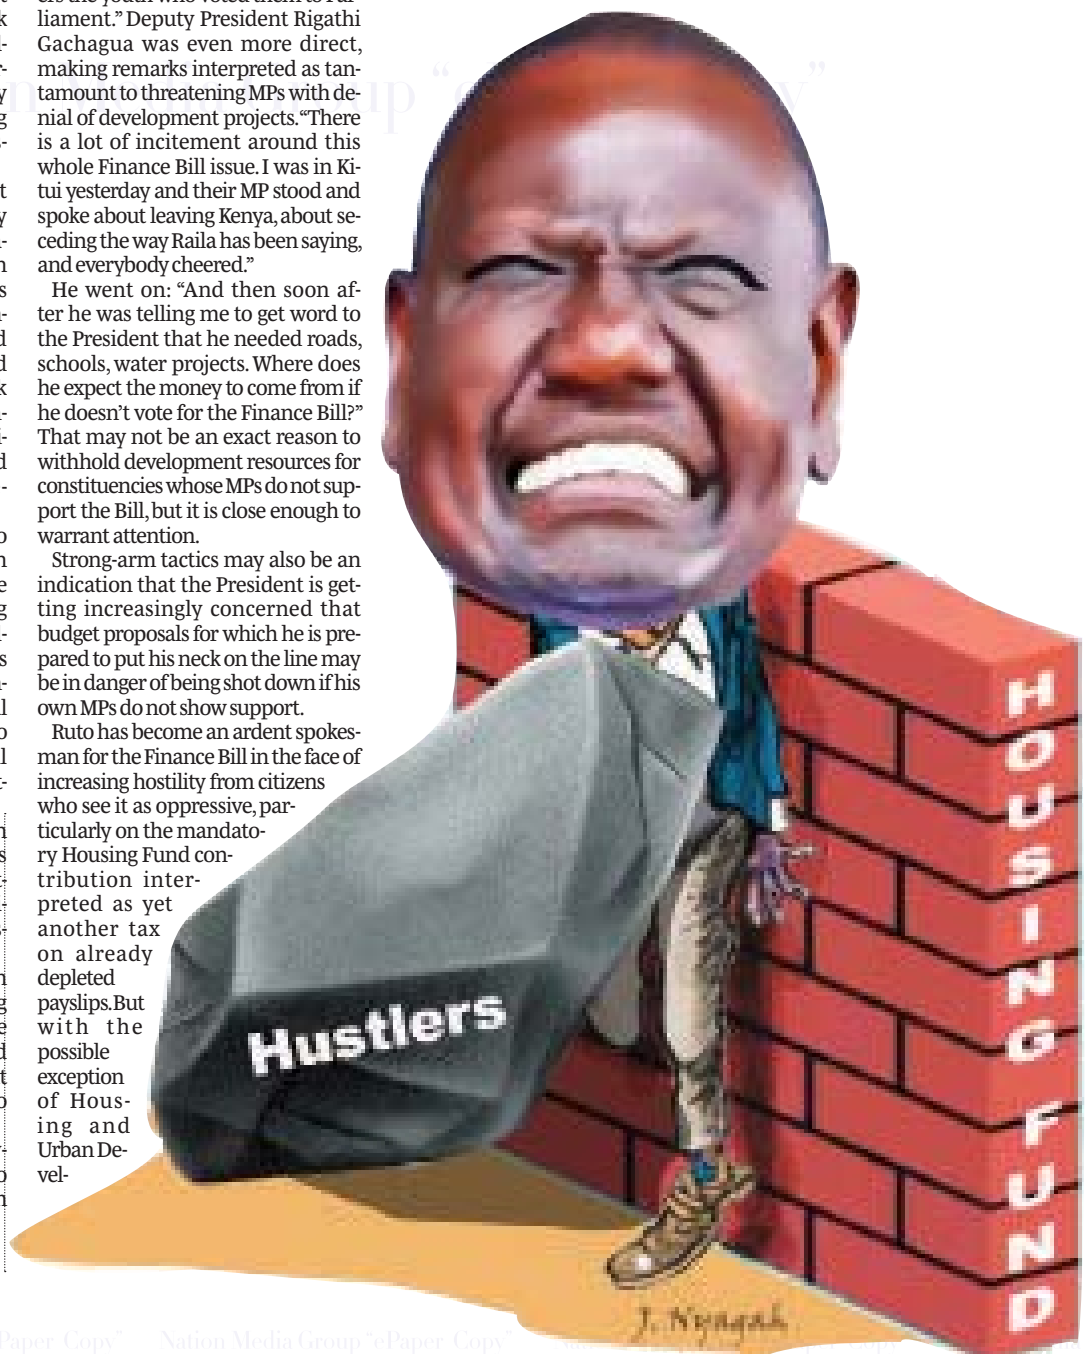 liament.” Deputy President Rigathi
Gachagua was even more direct,
making remarks interpreted as tan-
tamount to threatening MPs with de-
nial of development projects. “There
is a lot of incitement around this
whole Finance Bill issue. I was in Ki-
tui yesterday and their MP stood and
spoke about leaving Kenya, about se-
ceding the way Raila has been saying,
and everybody cheered.”
He went on: “And then soon af-
ter he was telling me to get word to
the President that he needed roads,
schools, water projects. Where does
he expect the money to come from if
he doesn’t vote for the Finance Bill?”
That may not be an exact reason to
withhold development resources for
constituencies whose MPs do not sup-
port the Bill, but it is close enough to
warrant attention.
Strong-arm tactics may also be an
indication that the President is get-
ting increasingly concerned that
budget proposals for which he is pre-
pared to put his neck on the line may
be in danger of being shot down if his
own MPs do not show support.
Ruto has become an ardent spokes-
man for the Finance Bill in the face of
increasing hostility from citizens
who see it as oppressive, par-
ticularly on the mandato-
ry Housing Fund con-
tribution inter-
preted as yet
another tax
on already
depleted
payslips. But
with the
possible
exception
of Hous-
ing and
Urban De-
vel-
Hustlers
HOUSING FUND
J. Nyagah
Paper Copy” Nation Media Group “ePaper Copy”